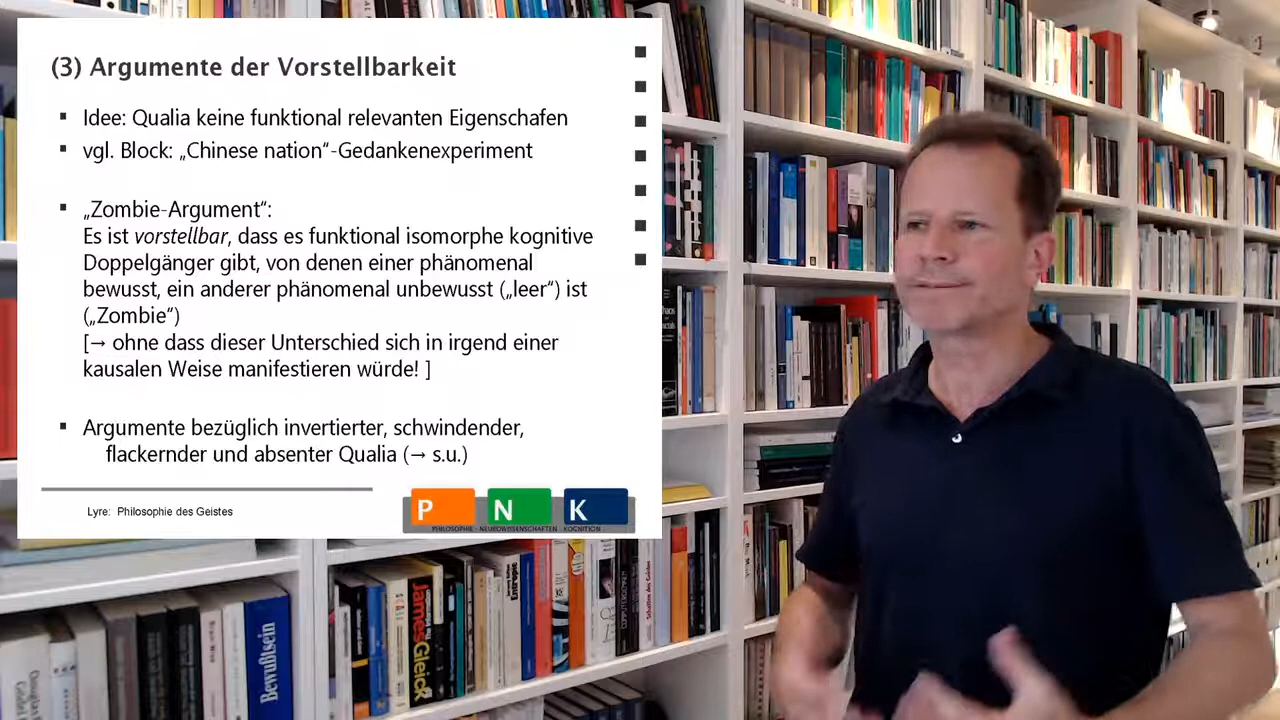 (3) Argumente der Vorstellbarkeit
Idee: Qualia keine funktional relevanten Eigenschafen
vgl. Block: „Chinese nation“-Gedankenexperiment
„Zombie-Argument“:
Es ist vorstellbar, dass es funktional isomorphe kognitive
Doppelgänger gibt, von denen einer phänomenal
bewusst, ein anderer phänomenal unbewusst („leer“) ist
(„Zombie“)
[→ ohne dass dieser Unterschied sich in irgend einer
kausalen Weise manifestieren würde! ]
Argumente bezüglich invertierter, schwindender,
flackernder und absenter Qualia (→ s.u.)
Lyre: Philosophie des Geistes
P N K
PHILOSOPHIE - NEUROWISSENSCHAFTEN - KOGNITION
Bewußtsein
James Gleick